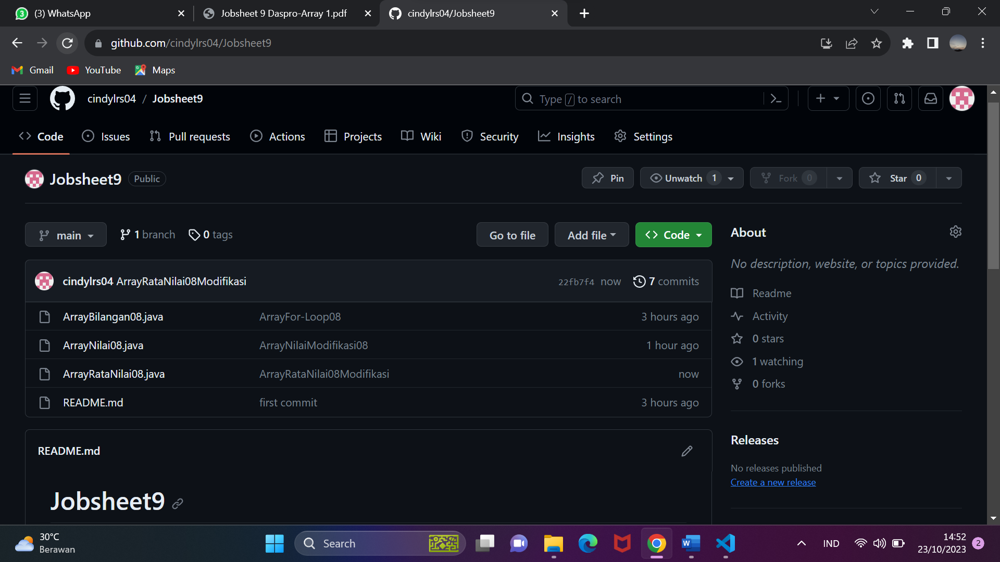 (3) WhatsApp
Jobsheet 9 Daspro-Array 1.pdf
cindylrs04/Jobsheet9
github.com/cindylrs04/Jobsheet9
Gmail
YouTube
Maps
cindylrs04 / Jobsheet9
Type / to search
Code
Issues
Pull requests
Actions
Projects
Wiki
Security
Insights
Settings
Jobsheet9 Public
Pin
Unwatch 1
Fork 0
Star 0
main
1 branch
0 tags
Go to file
Add file
Code
cindylrs04 ArrayRataNilai08Modifikasi 22fb7f4 now 7 commits
ArrayBilangan08.java ArrayFor-Loop08 3 hours ago
ArrayNilai08.java ArrayNilaiModifikasi08 1 hour ago
ArrayRataNilai08.java ArrayRataNilai08Modifikasi now
README.md first commit 3 hours ago
README.md
Jobsheet9
About
No description, website, or topics provided.
Readme
Activity
0 stars
1 watching
0 forks
Releases
No releases published
Create a new release
30°C
Berawan
Search
W
IND
14:52
23/10/2023
2